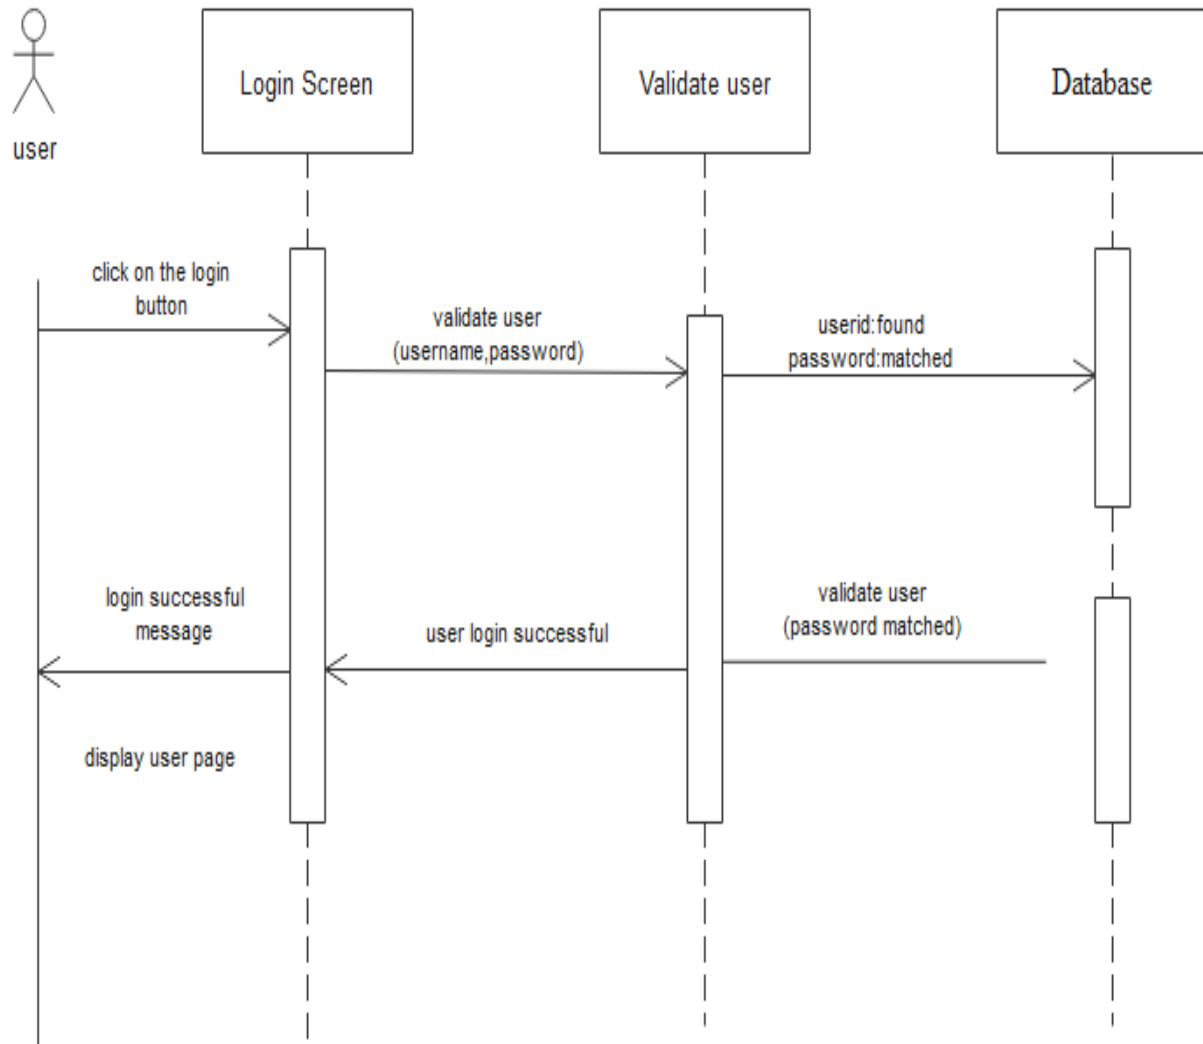 user
Login Screen
Validate user
Database
click on the login
button
validate user
(username,password)
userid:found
password:matched
login successful
message
user login successful
validate user
(password matched)
display user page